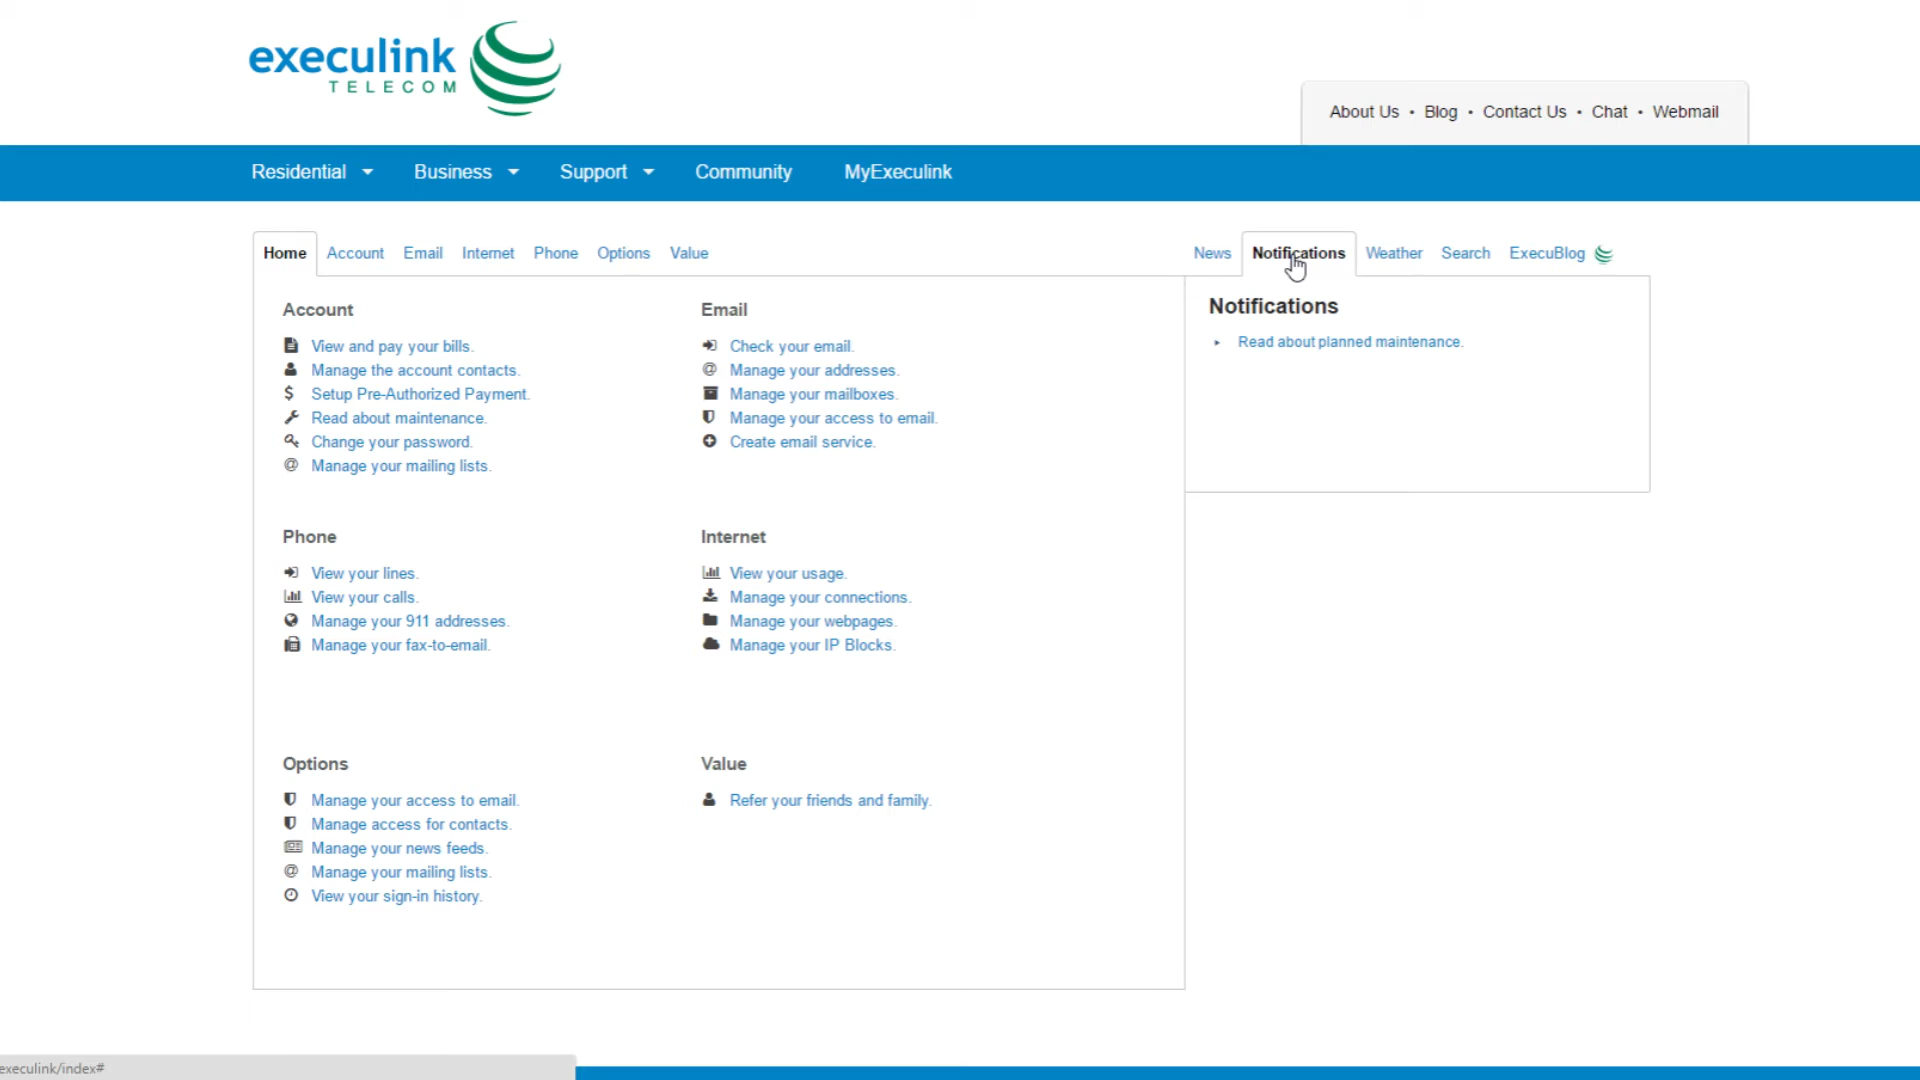 execulink
TELECOM
About Us • Blog • Contact Us • Chat • Webmail
Residential Business Support Community MyExeculink
Home Account Email Internet Phone Options Value
News Notifications Weather Search ExecuBlog
Account
View and pay your bills.
Manage the account contacts.
$ Setup Pre-Authorized Payment.
Read about maintenance.
Change your password.
@ Manage your mailing lists.
Email
Check your email.
@ Manage your addresses.
Manage your mailboxes.
Manage your access to email.
Create email service.
Notifications
Read about planned maintenance.
Phone
View your lines.
View your calls.
Manage your 911 addresses.
Manage your fax-to-email.
Internet
View your usage.
Manage your connections.
Manage your webpages.
Manage your IP Blocks.
Options
Manage your access to email.
Manage access for contacts.
Manage your news feeds.
@ Manage your mailing lists.
View your sign-in history.
Value
Refer your friends and family.
execulink/index#